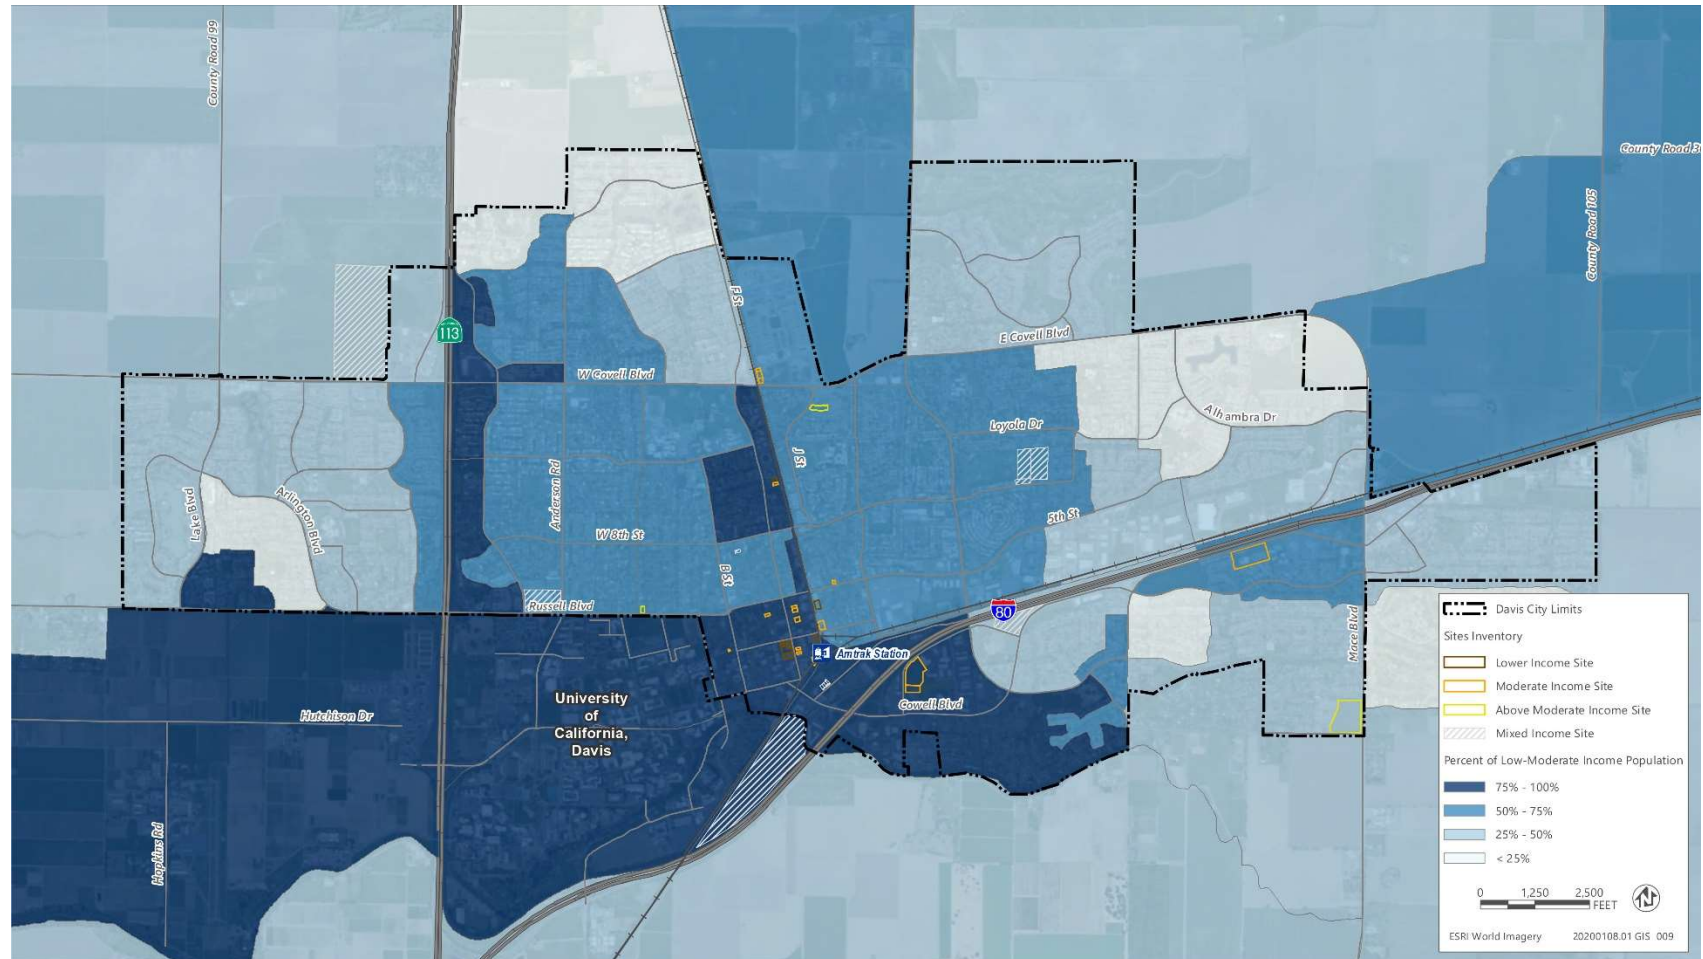 County Road 99
County Road 3
County Road 105
F St
113
E Covell Blvd
W Covell Blvd
Alhambra Dr
Loyola Dr
J St
Anderson Rd
Lake Blvd
Arlington Blvd
5th St
W 8th St
B St
Russell Blvd
80
Mace Blvd
Amtrak Station
University
of
California,
Davis
Cowell Blvd
Hutchison Dr
Hopkins Rd
Davis City Limits
Sites Inventory
Lower Income Site
Moderate Income Site
Above Moderate Income Site
Mixed Income Site
Percent of Low-Moderate Income Population
75% - 100%
50% - 75%
25% - 50%
< 25%
0 1,250 2,500
FEET
N
ESRI World Imagery 20200108.01 GIS 009